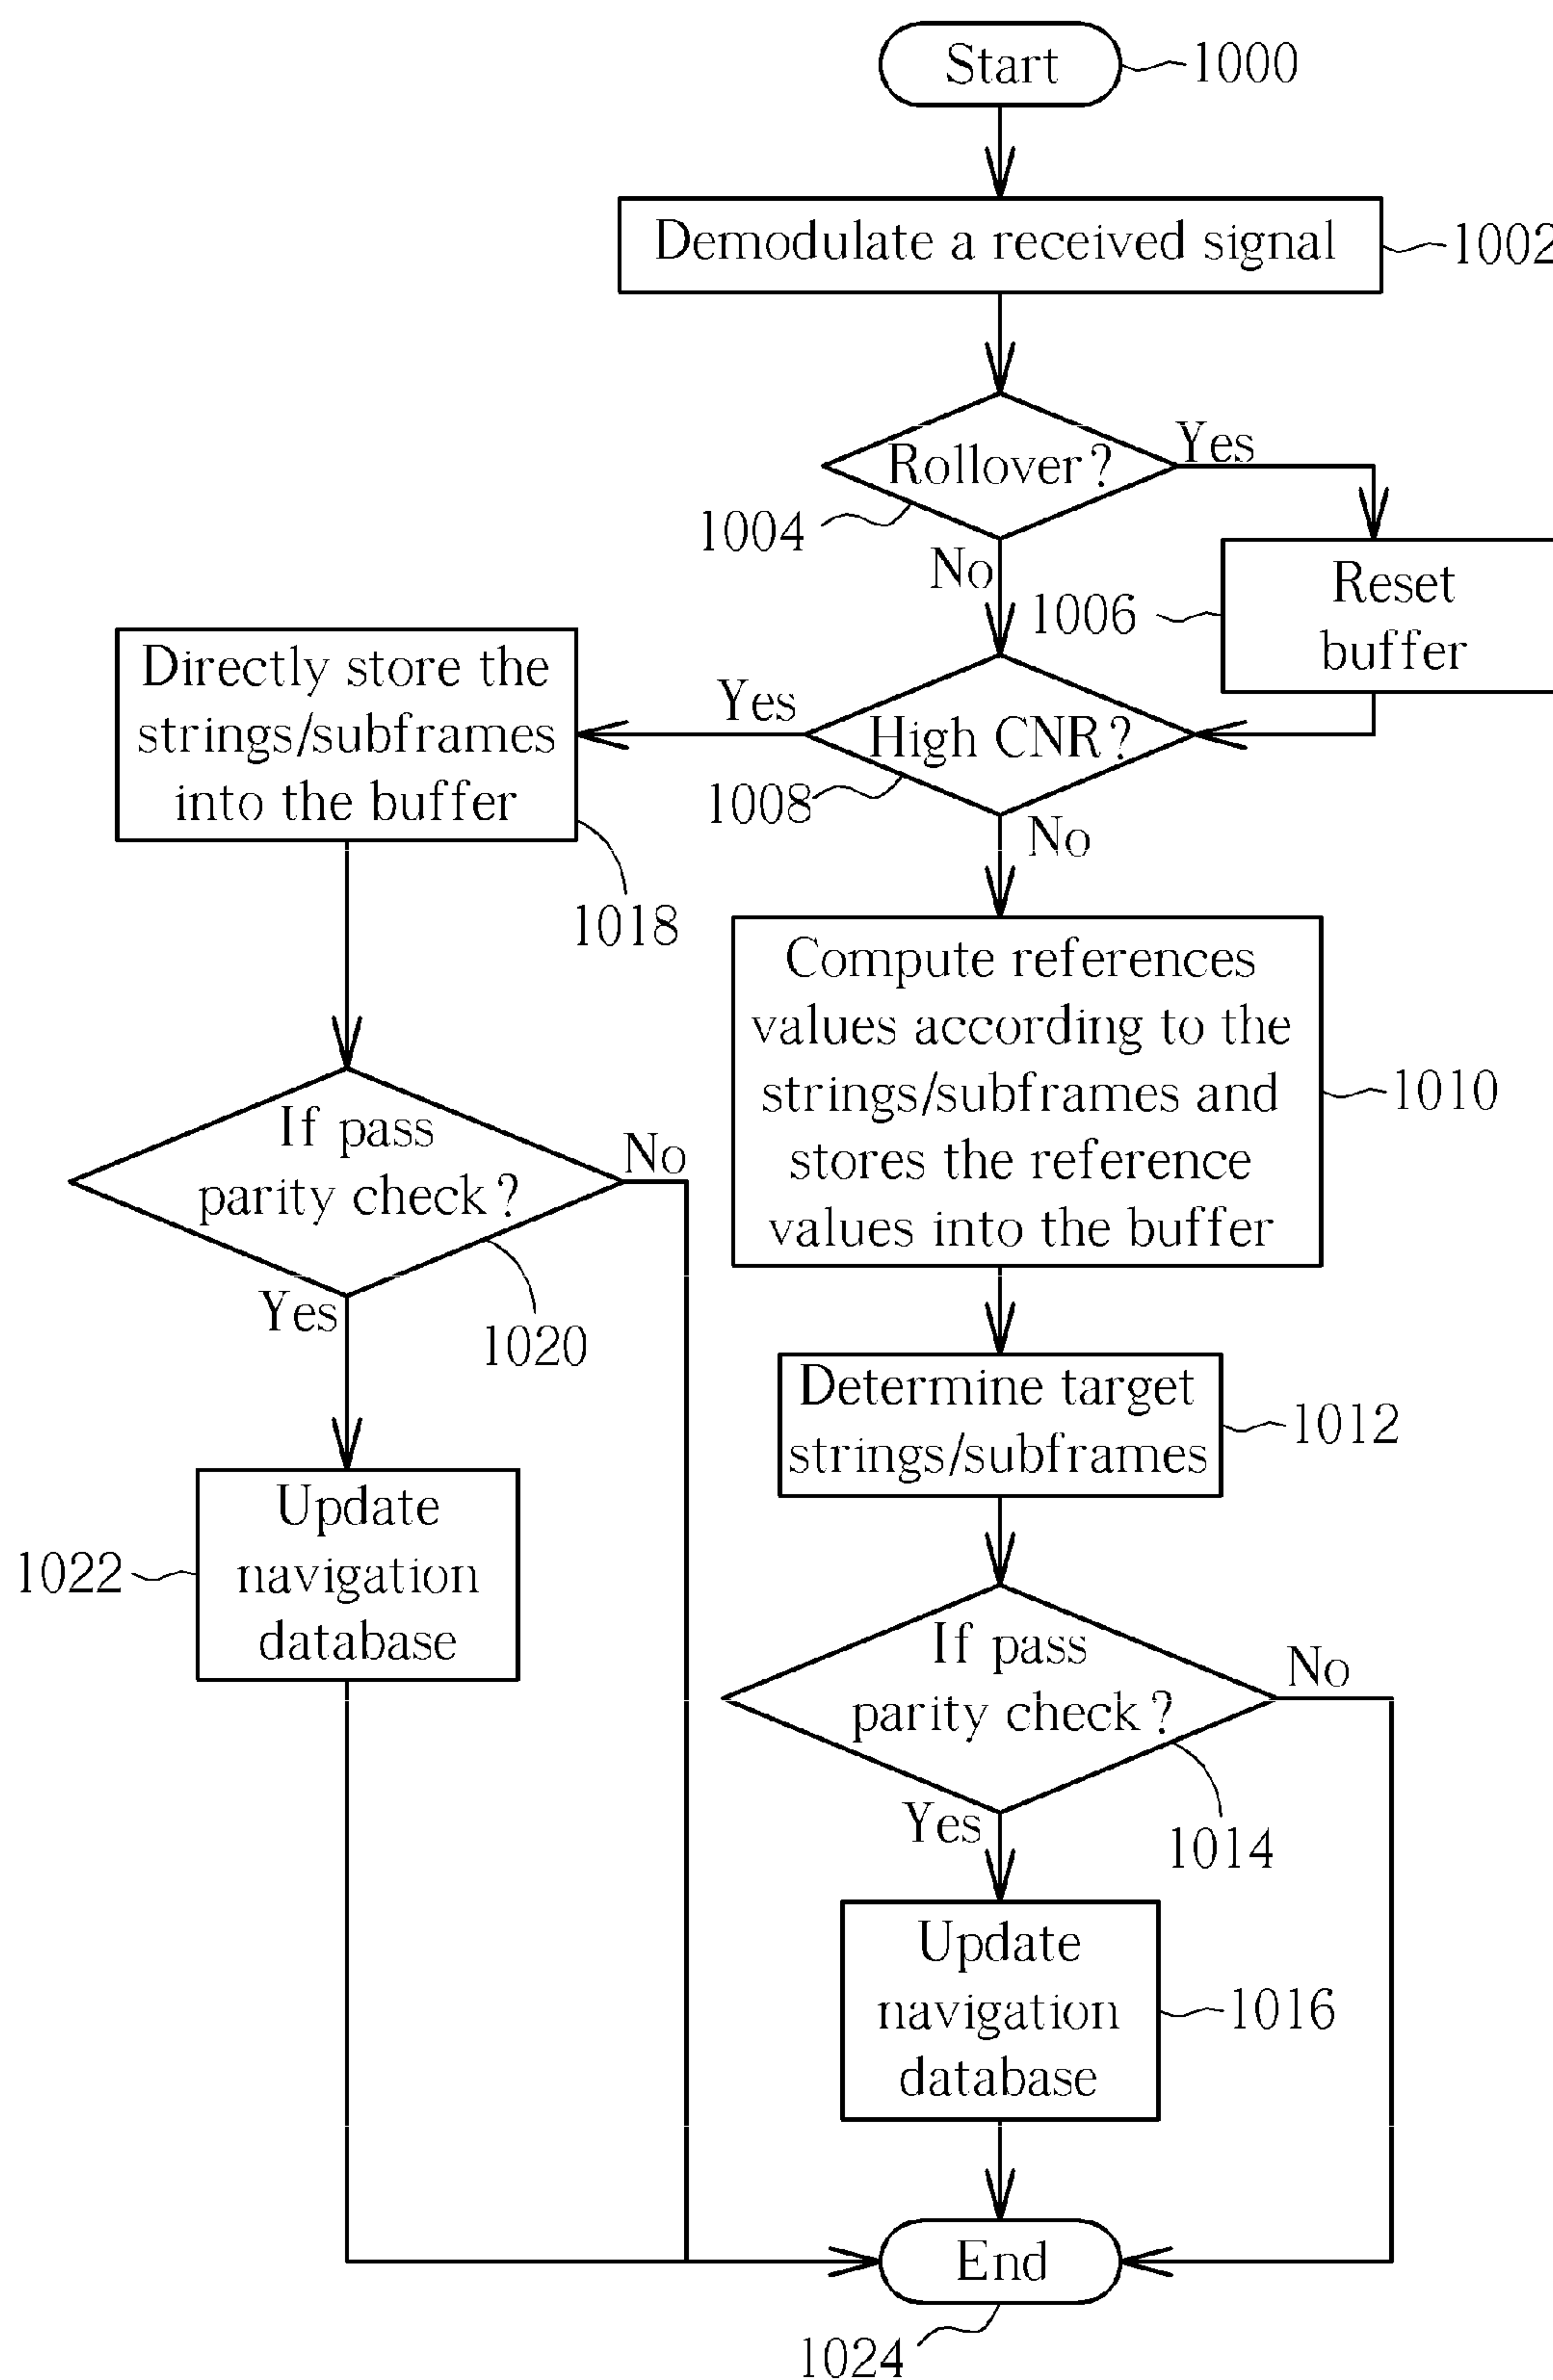 Start
1000
Demodulate a received signal
1002
Rollover?
Yes
1004
No
1006
Reset
buffer
Directly store the
strings/subframes
into the buffer
Yes
High CNR?
1008
No
1018
Compute references
values according to the
strings/subframes and
stores the reference
values into the buffer
1010
If pass
parity check?
No
Yes
1020
Determine target
strings/subframes
1012
Update
navigation
database
1022
If pass
parity check?
No
Yes
1014
Update
navigation
database
1016
End
1024